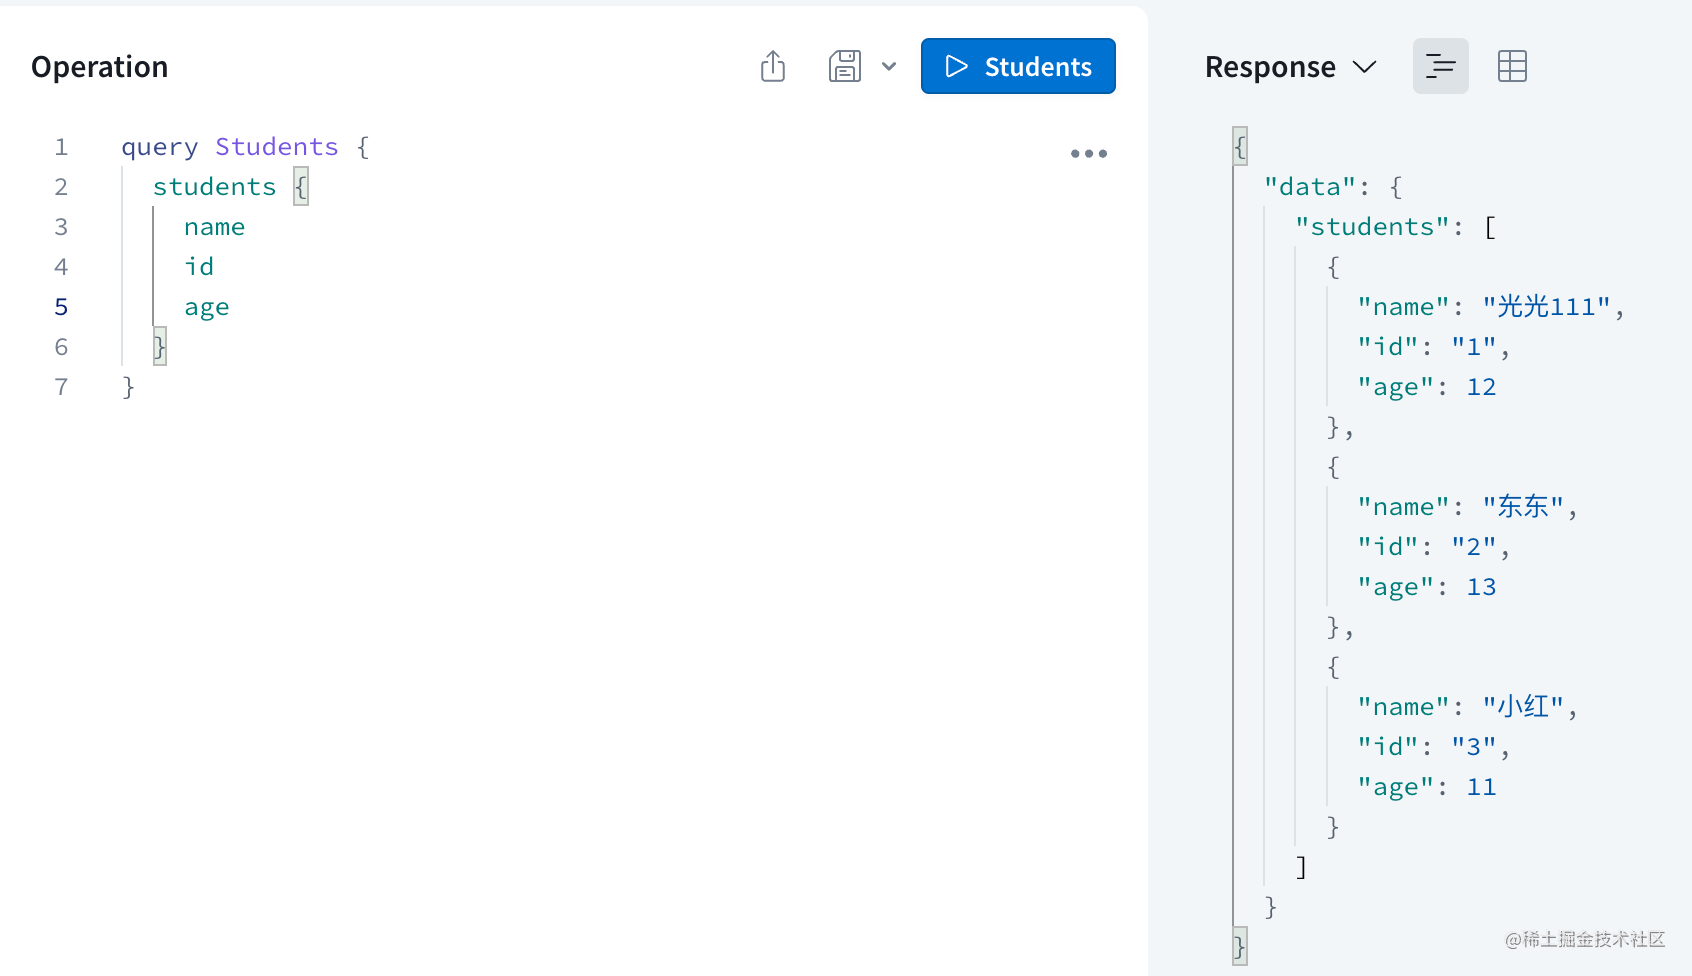 Operation
Students
1 query Students {
2 students {
3 name
4 id
5 age
6 }
7 }
Response
{
"data": {
"students": [
{
"name": "光光111",
"id": "1",
"age": 12
},
{
"name": "东东",
"id": "2",
"age": 13
},
{
"name": "小红",
"id": "3",
"age": 11
}
]
}
}
@稀土掘金技术社区